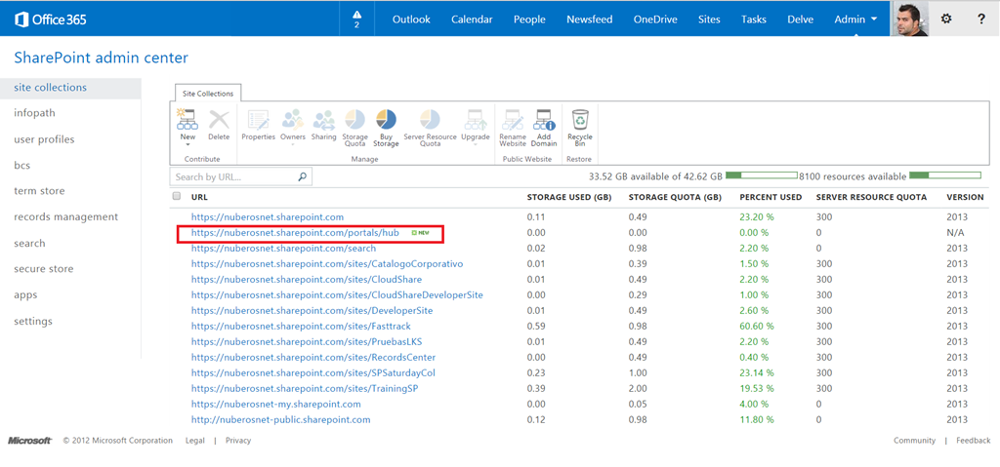 Office 365 2 Outlook Calendar People Newsfeed OneDrive Sites Tasks Delve Admin ?
SharePoint admin center
site collections
infopath
user profiles
bcs
term store
records management
search
secure store
apps
settings
Site Collections
New Delete Properties Owners Sharing Storage Quota Buy Storage Server Resource Quota Upgrade Rename Website Add Domain Recycle Bin
Contribute Manage Public Website Restore
Search by URL... 33.52 GB available of 42.62 GB 8100 resources available
URL STORAGE USED (GB) STORAGE QUOTA (GB) PERCENT USED SERVER RESOURCE QUOTA VERSION
https://nuberosnet.sharepoint.com 0.11 0.49 23.20 % 300 2013
https://nuberosnet.sharepoint.com/portals/hub NEW 0.00 0.00 0.00 % 0 N/A
https://nuberosnet.sharepoint.com/search 0.02 0.98 2.20 % 0 2013
https://nuberosnet.sharepoint.com/sites/CatalogoCorporativo 0.01 0.39 1.50 % 300 2013
https://nuberosnet.sharepoint.com/sites/CloudShare 0.01 0.49 2.20 % 300 2013
https://nuberosnet.sharepoint.com/sites/CloudShareDeveloperSite 0.00 0.29 1.00 % 300 2013
https://nuberosnet.sharepoint.com/sites/DeveloperSite 0.01 0.49 2.60 % 300 2013
https://nuberosnet.sharepoint.com/sites/Fasttrack 0.59 0.98 60.60 % 300 2013
https://nuberosnet.sharepoint.com/sites/PruebasLKS 0.01 0.49 2.20 % 300 2013
https://nuberosnet.sharepoint.com/sites/RecordsCenter 0.00 0.49 0.40 % 300 2013
https://nuberosnet.sharepoint.com/sites/SPSaturdayCol 0.23 1.00 23.14 % 300 2013
https://nuberosnet.sharepoint.com/sites/TrainingSP 0.39 2.00 19.53 % 300 2013
https://nuberosnet-my.sharepoint.com 0.00 0.05 4.00 % 0 2013
http://nuberosnet-public.sharepoint.com 0.12 0.98 11.80 % 0 2013
Microsoft © 2012 Microsoft Corporation Legal | Privacy Community | Feedback